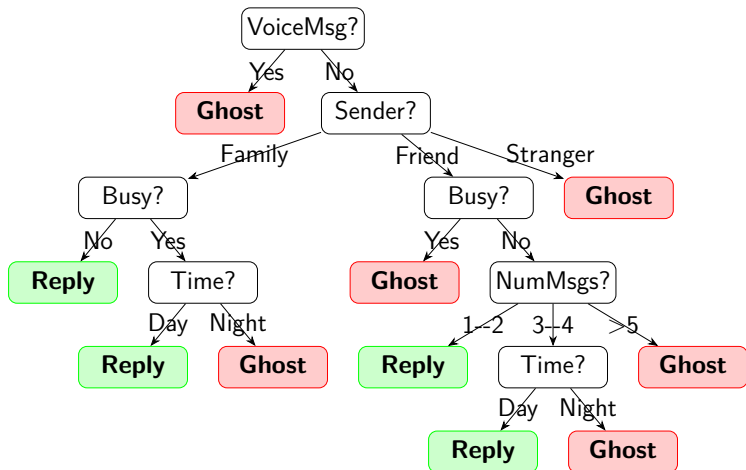 VoiceMsg?
Yes No
Ghost Sender?
Family Friend Stranger
Busy? Busy? Ghost
No Yes Yes No
Reply Time? Ghost NumMsgs?
Day Night 1--2 3--4 >5
Reply Ghost Reply Time? Ghost
Day Night
Reply Ghost